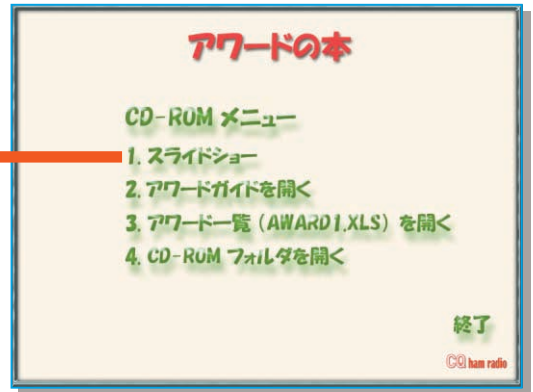 アワードの本
CD-ROM メニュー
1. スライドショー
2. アワードガイドを開く
3. アワード一覧 (AWARD1.XLS) を開く
4. CD-ROM フォルダを開く
終了
CQ ham radio